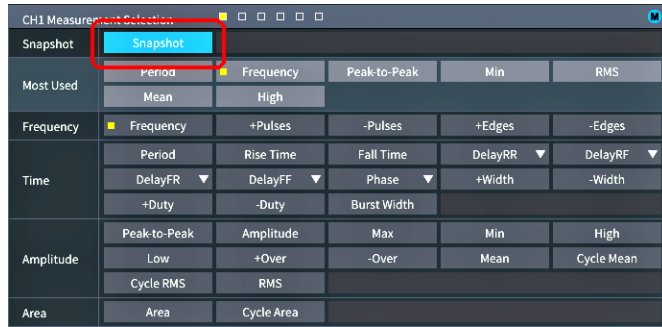 CH1 Measurement Selection M
Snapshot Snapshot
Most Used Period Frequency Peak-to-Peak Min RMS
Mean High
Frequency Frequency +Pulses -Pulses +Edges -Edges
Time Period Rise Time Fall Time DelayRR DelayRF
DelayFR DelayFF Phase +Width -Width
+Duty -Duty Burst Width
Amplitude Peak-to-Peak Amplitude Max Min High
Low +Over -Over Mean Cycle Mean
Cycle RMS RMS
Area Area Cycle Area